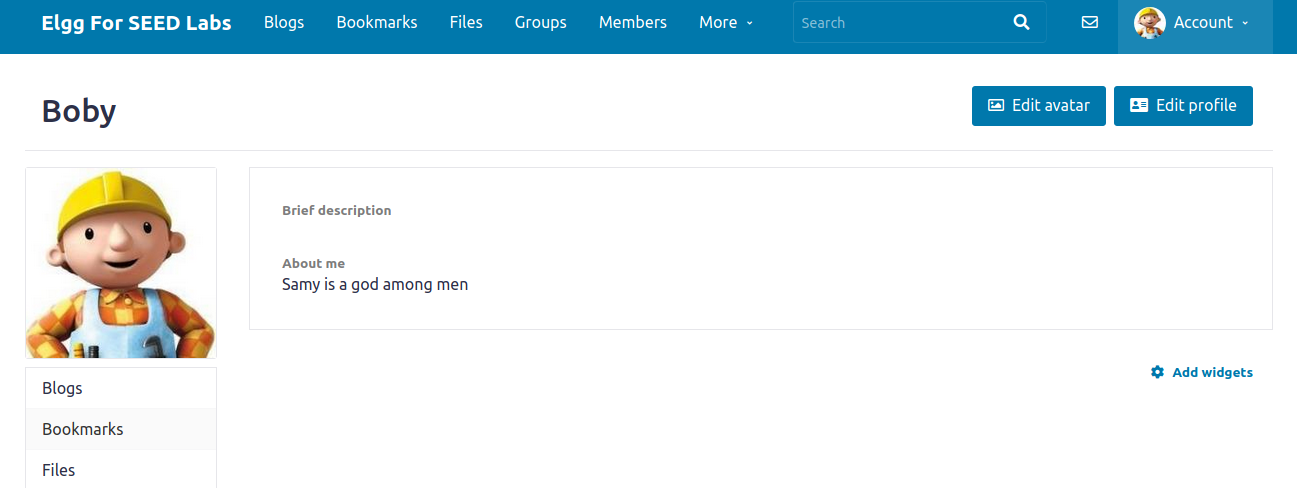 Elgg For SEED Labs Blogs Bookmarks Files Groups Members More Search Account
Boby
Edit avatar Edit profile
Brief description
About me
Samy is a god among men
Add widgets
Blogs
Bookmarks
Files